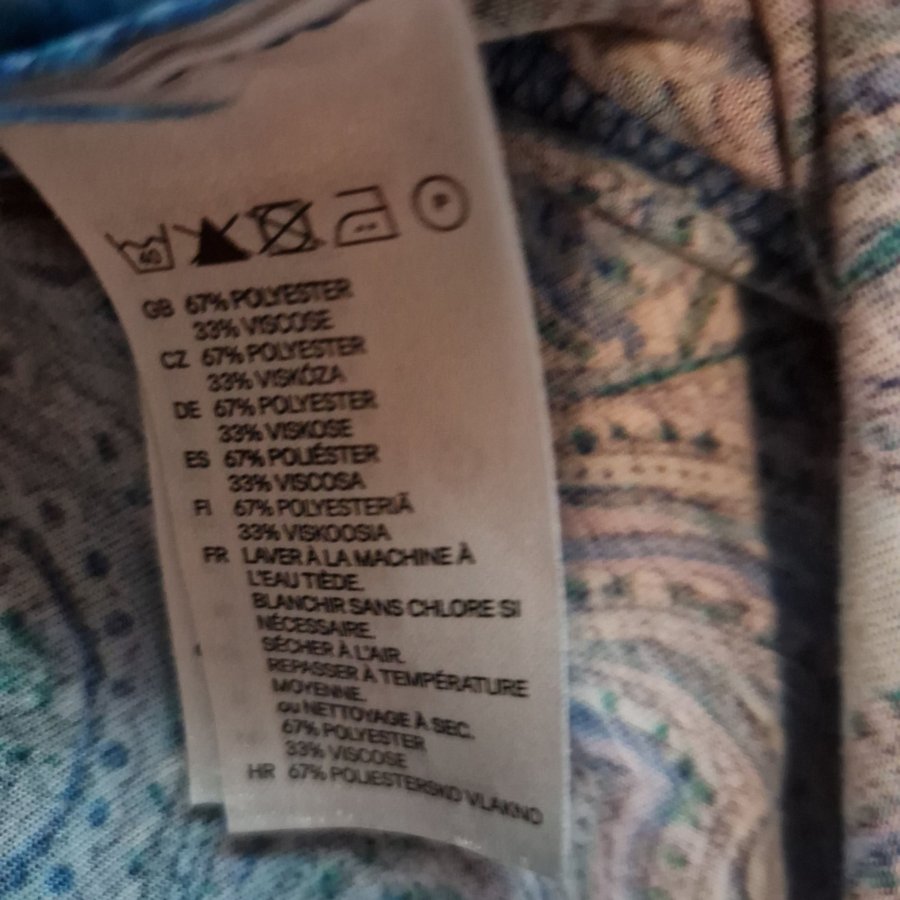 40
P
GB 67% POLYESTER
33% VISCOSE
CZ 67% POLYESTER
33% VISKÓZA
DE 67% POLYESTER
33% VISKOSE
ES 67% POLIÉSTER
33% VISCOSA
FI 67% POLYESTERIÄ
33% VISKOOSIA
FR LAVER À LA MACHINE À
L'EAU TIÈDE.
BLANCHIR SANS CHLORE SI
NÉCESSAIRE.
SÉCHER À L'AIR.
REPASSER À TEMPÉRATURE
MOYENNE.
ou NETTOYAGE À SEC.
67% POLYESTER
33% VISCOSE
HR 67% POLIESTERSKO VLAKNO